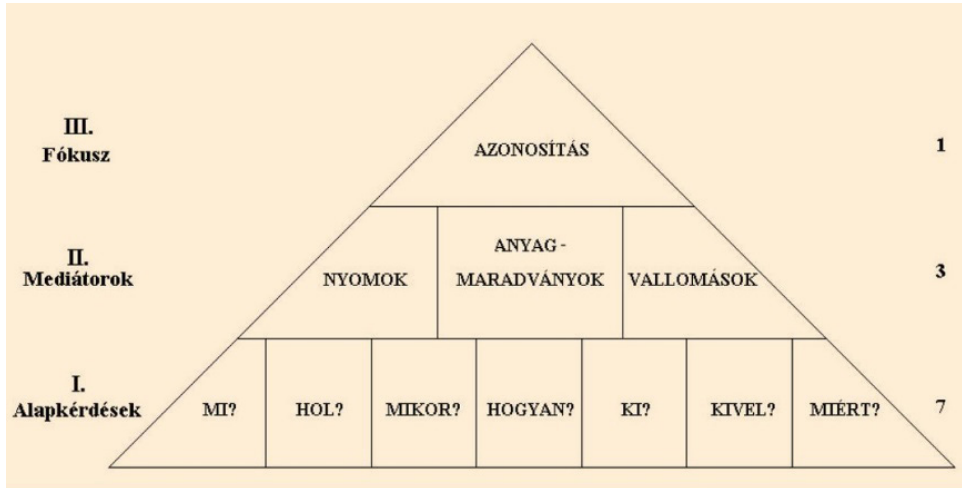 III.
Fókusz
AZONOSÍTÁS
1
II.
Mediátorok
NYOMOK
ANYAG -
MARADVÁNYOK
VALLOMÁSOK
3
I.
Alapkérdések
MI?
HOL?
MIKOR?
HOGYAN?
KI?
KIVEL?
MIÉRT?
7